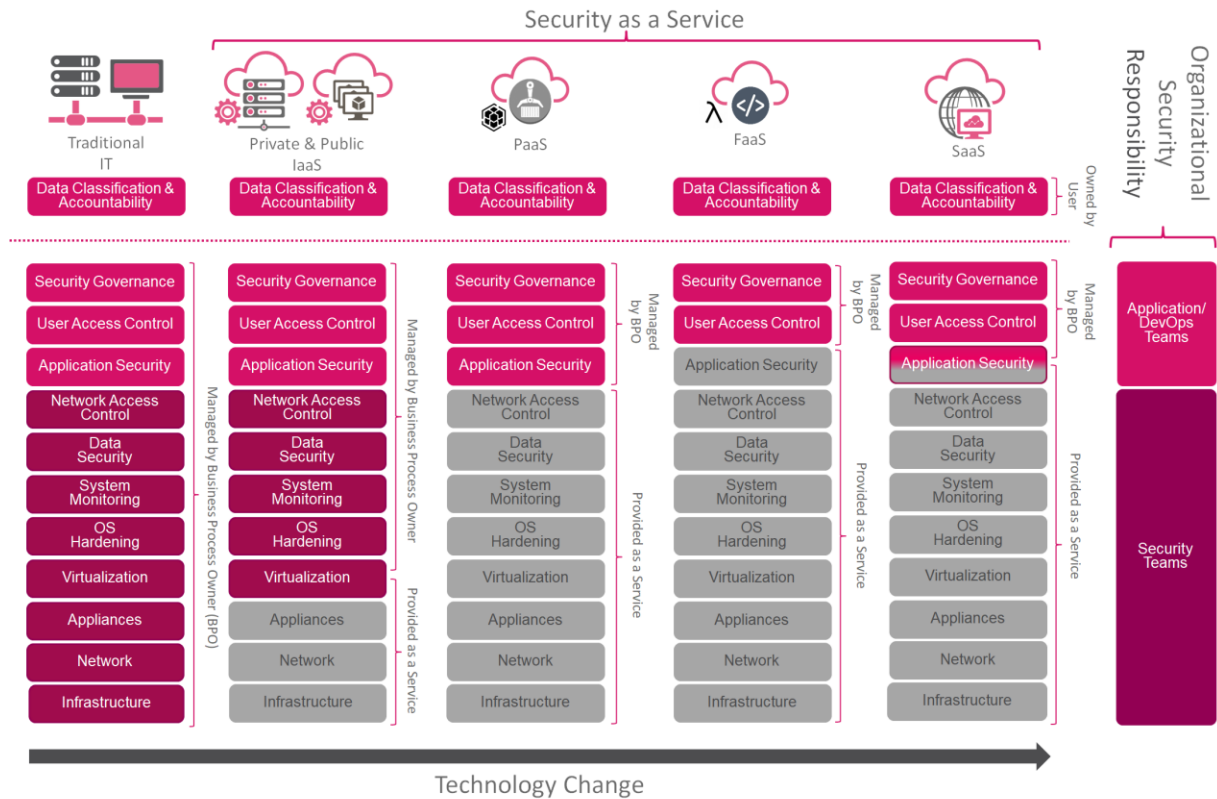 Security as a Service
Organizational
Security
Responsibility
Traditional
IT
Private & Public
IaaS
PaaS
λ
</>
FaaS
SaaS
Data Classification &
Accountability
Data Classification &
Accountability
Data Classification &
Accountability
Data Classification &
Accountability
Data Classification &
Accountability
Owned by
User
Security Governance
User Access Control
Application Security
Network Access
Control
Data
Security
System
Monitoring
OS
Hardening
Virtualization
Appliances
Network
Infrastructure
Managed by Business Process Owner (BPO)
Security Governance
User Access Control
Application Security
Network Access
Control
Data
Security
System
Monitoring
OS
Hardening
Virtualization
Appliances
Network
Infrastructure
Managed by Business Process Owner
Provided as a Service
Security Governance
User Access Control
Application Security
Network Access
Control
Data
Security
System
Monitoring
OS
Hardening
Virtualization
Appliances
Network
Infrastructure
Managed
by BPO
Provided as a Service
Security Governance
User Access Control
Application Security
Network Access
Control
Data
Security
System
Monitoring
OS
Hardening
Virtualization
Appliances
Network
Infrastructure
Managed
by BPO
Provided as a Service
Security Governance
User Access Control
Application Security
Network Access
Control
Data
Security
System
Monitoring
OS
Hardening
Virtualization
Appliances
Network
Infrastructure
Managed
by BPO
Provided as a Service
Application/
DevOps
Teams
Security
Teams
Technology Change